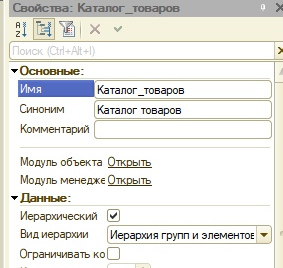 Свойства: Каталог_товаров
Поиск (Ctrl+Alt+I)
Основные:
Имя Каталог_товаров
Синоним Каталог товаров
Комментарий
Модуль объекта Открыть
Модуль менедже Открыть
Данные:
Иерархический
Вид иерархии Иерархия групп и элементов
Ограничивать ко